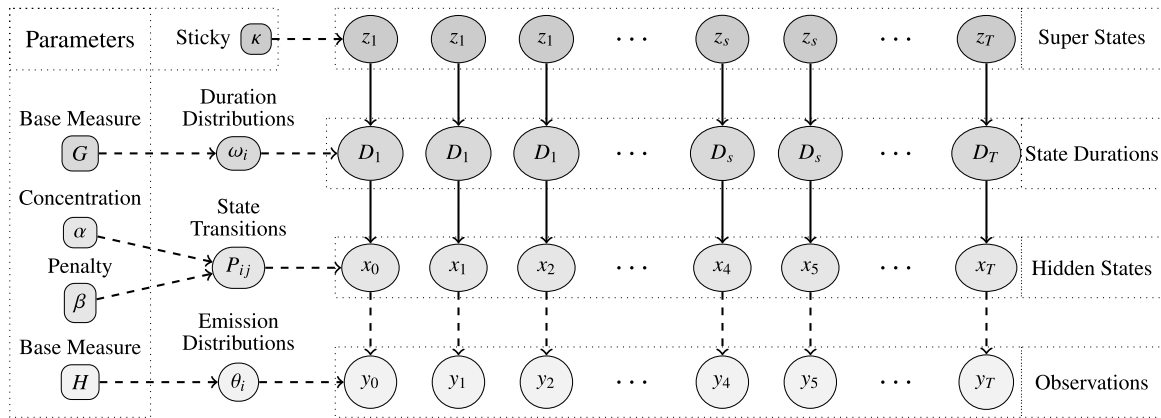 Parameters Sticky κ z1 z1 z1 ... zs zs ... zT Super States
Duration
Base Measure Distributions
G ωi D1 D1 D1 ... Ds Ds ... DT State Durations
Concentration State
α Transitions
Penalty Pij x0 x1 x2 ... x4 x5 ... xT Hidden States
β
Emission
Base Measure Distributions
H θi y0 y1 y2 ... y4 y5 ... yT Observations